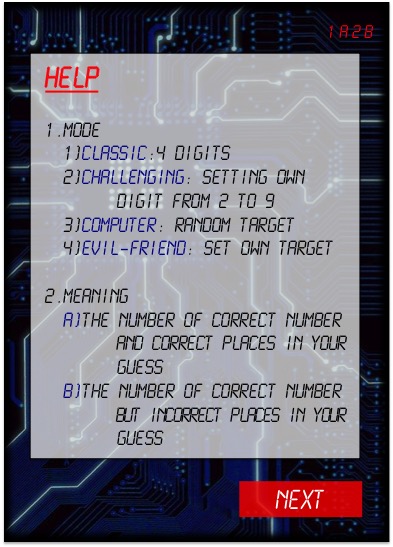 1A2B
HELP
1.MODE
1)CLASSIC:4 DIGITS
2)CHALLENGING: SETTING OWN
DIGIT FROM 2 TO 9
3)COMPUTER: RANDOM TARGET
4)EVIL-FRIEND: SET OWN TARGET
2.MEANING
A)THE NUMBER OF CORRECT NUMBER
AND CORRECT PLACES IN YOUR
GUESS
B)THE NUMBER OF CORRECT NUMBER
BUT INCORRECT PLACES IN YOUR
GUESS
NEXT